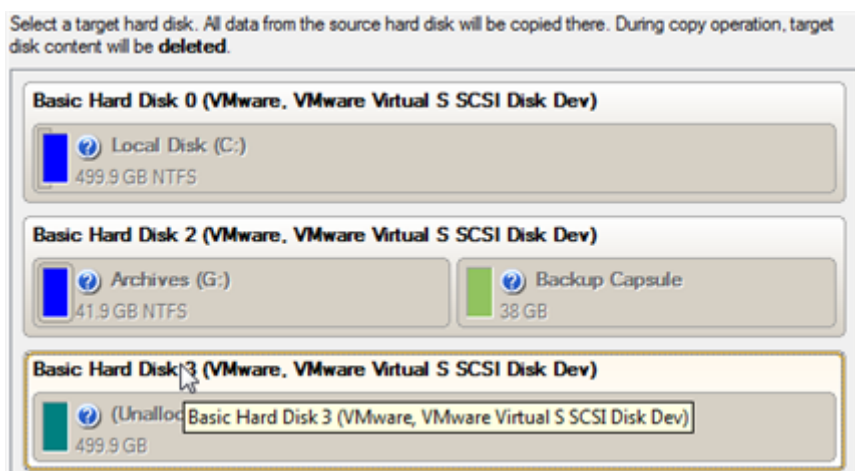 Select a target hard disk. All data from the source hard disk will be copied there. During copy operation, target
disk content will be deleted.
Basic Hard Disk 0 (VMware, VMware Virtual S SCSI Disk Dev)
Local Disk (C:)
499.9 GB NTFS
Basic Hard Disk 2 (VMware, VMware Virtual S SCSI Disk Dev)
Archives (G:)
41.9 GB NTFS
Backup Capsule
38 GB
Basic Hard Disk 3 (VMware, VMware Virtual S SCSI Disk Dev)
(Unalloc
Basic Hard Disk 3 (VMware, VMware Virtual S SCSI Disk Dev)
499.9 GB